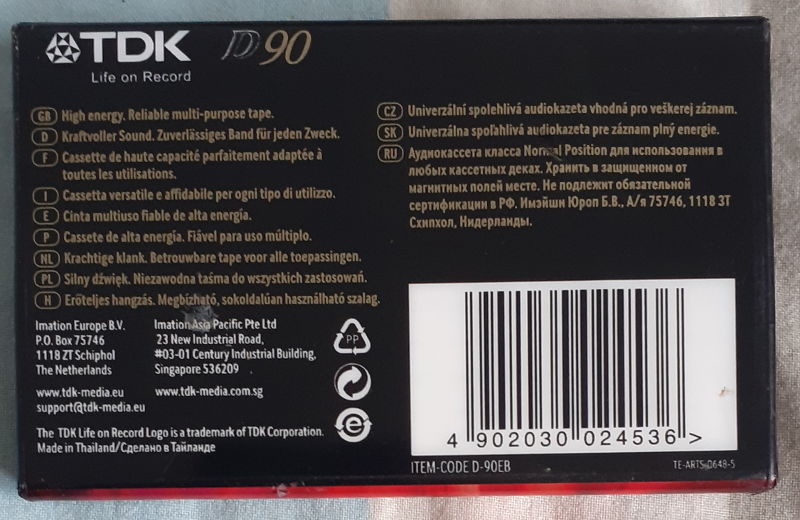 TDK D90
Life on Record
GB High energy. Reliable multi-purpose tape.
D Kraftvoller Sound. Zuverlässiges Band für jeden Zweck.
F Cassette de haute capacité parfaitement adaptée à
toutes les utilisations.
I Cassetta versatile e affidabile per ogni tipo di utilizzo.
E Cinta multiuso fiable de alta energía.
P Cassete de alta energía. Fiável para uso múltiplo.
NL Krachtige klank. Betrouwbare tape voor alle toepassingen.
PL Silny dźwięk. Niezawodna taśma do wszystkich zastosowań.
H Erőteljes hangzás. Megbízható, sokoldalúan használható szalag.
CZ Univerzální spolehlivá audiokazeta vhodná pro veškerej záznam.
SK Univerzálna spoľahlivá audiokazeta pre záznam plný energie.
RU Аудиокассета класса Normal Position для использования в
любых кассетных деках. Хранить в защищенном от
магнитных полей месте. Не подлежит обязательной
сертификации в РФ. Имэйшн Юроп Б.В., А/я 75746, 1118 ЗТ
Схипхол, Нидерланды.
Imation Europe B.V.
P.O. Box 75746
1118 ZT Schiphol
The Netherlands
www.tdk-media.eu
support@tdk-media.eu
Imation Asia Pacific Pte Ltd
23 New Industrial Road,
#03-01 Century Industrial Building,
Singapore 536209
www.tdk-media.com.sg
PP
e
The TDK Life on Record Logo is a trademark of TDK Corporation.
Made in Thailand/Сделано в Таиланде
4 902030 024536 >
ITEM-CODE D-90EB
TE-ARTS-0648-5